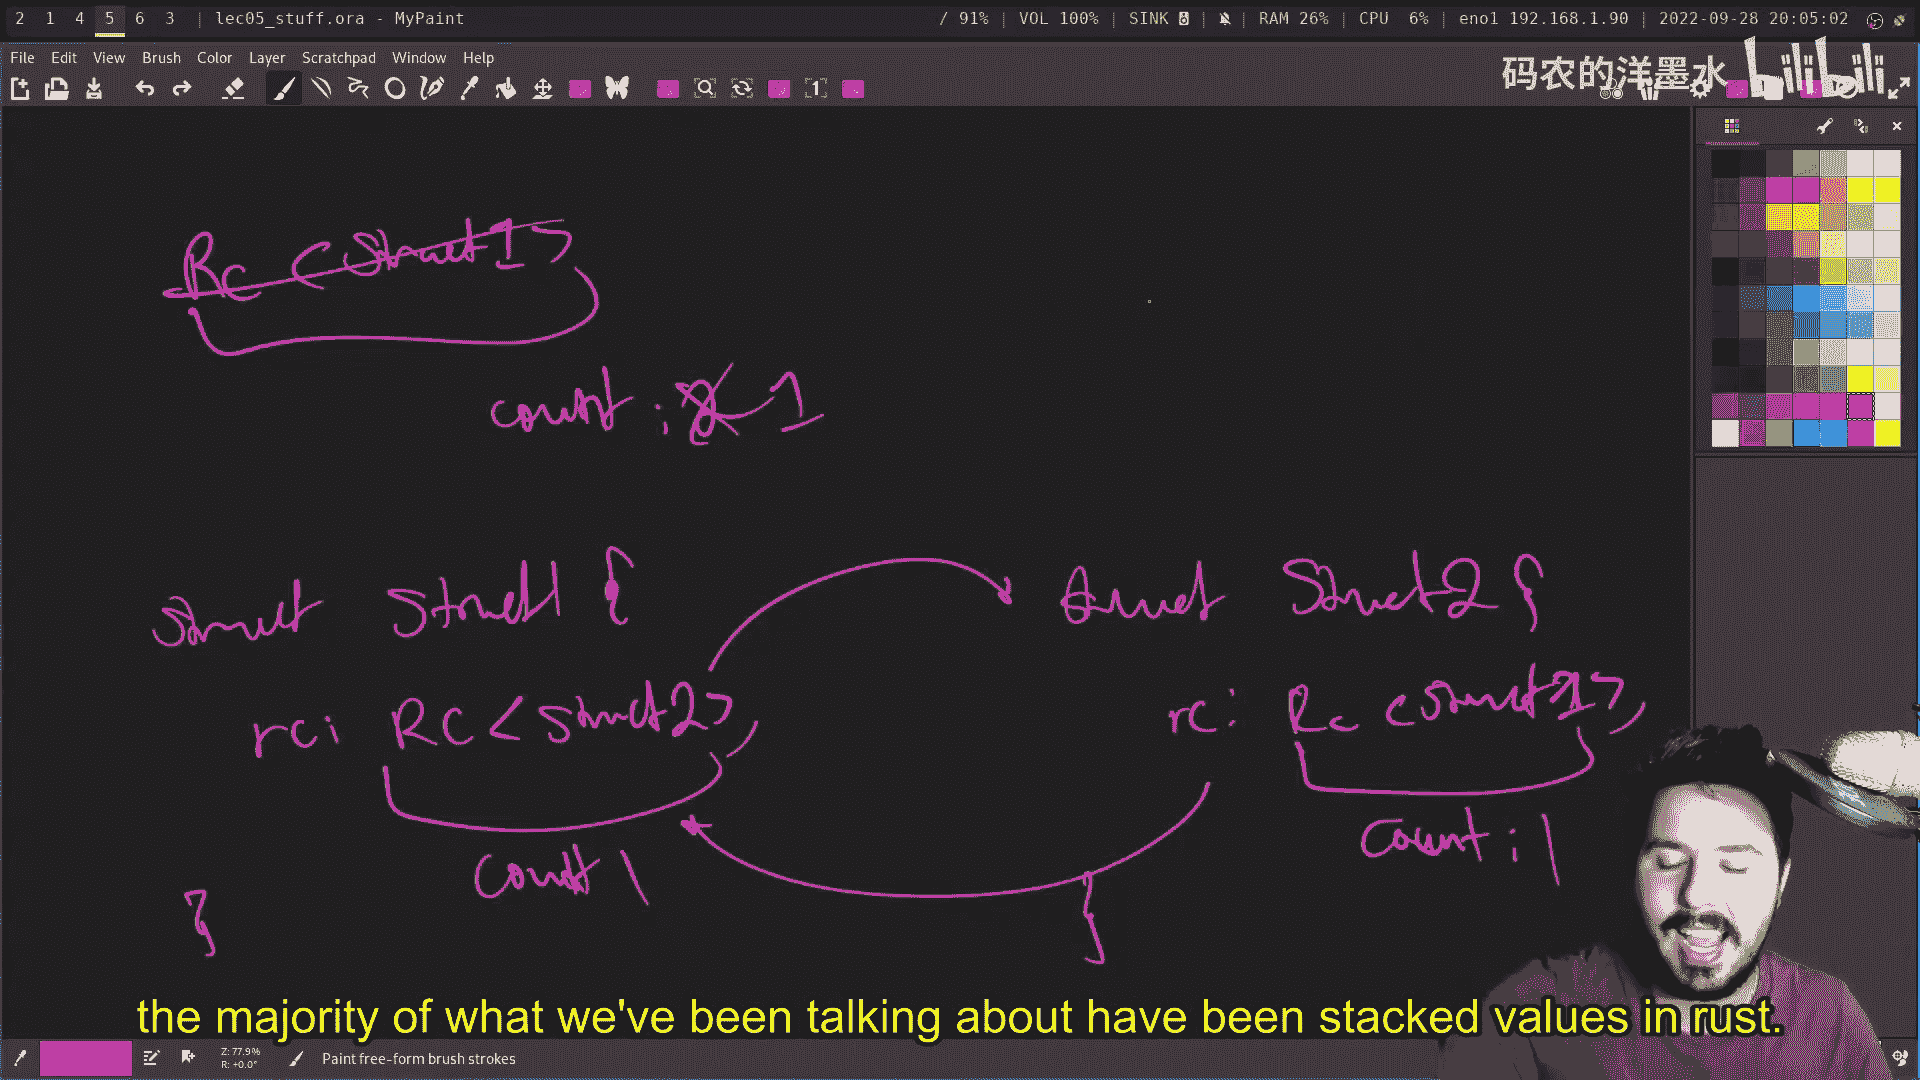 2 1 4 5 6 3 | lec05_stuff.ora - MyPaint / 91% | VOL 100% | SINK | RAM 26% | CPU 6% | eno1 192.168.1.90 | 2022-09-28 20:05:02
File Edit View Brush Color Layer Scratchpad Window Help
码农的洋墨水 bilibili
Rc <Struct1>
count : 2 1
struct Struct1 {
struct Struct2 {
rc: RC <Struct2>,
rc: Rc <Struct1>,
Count 1
Count : 1
}
}
the majority of what we've been talking about have been stacked values in rust.
Z: 77.9%
R: +0.0°
Paint free-form brush strokes